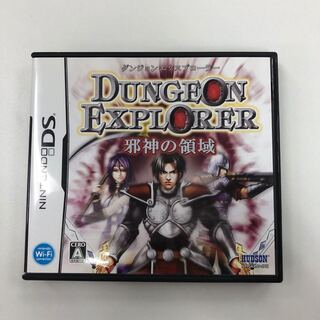 ダンジョン エクスプローラー
DUNGEON
EXPLORER
邪神の領域
NINTENDO DS
Wi-Fi
CERO
A
HUDSON